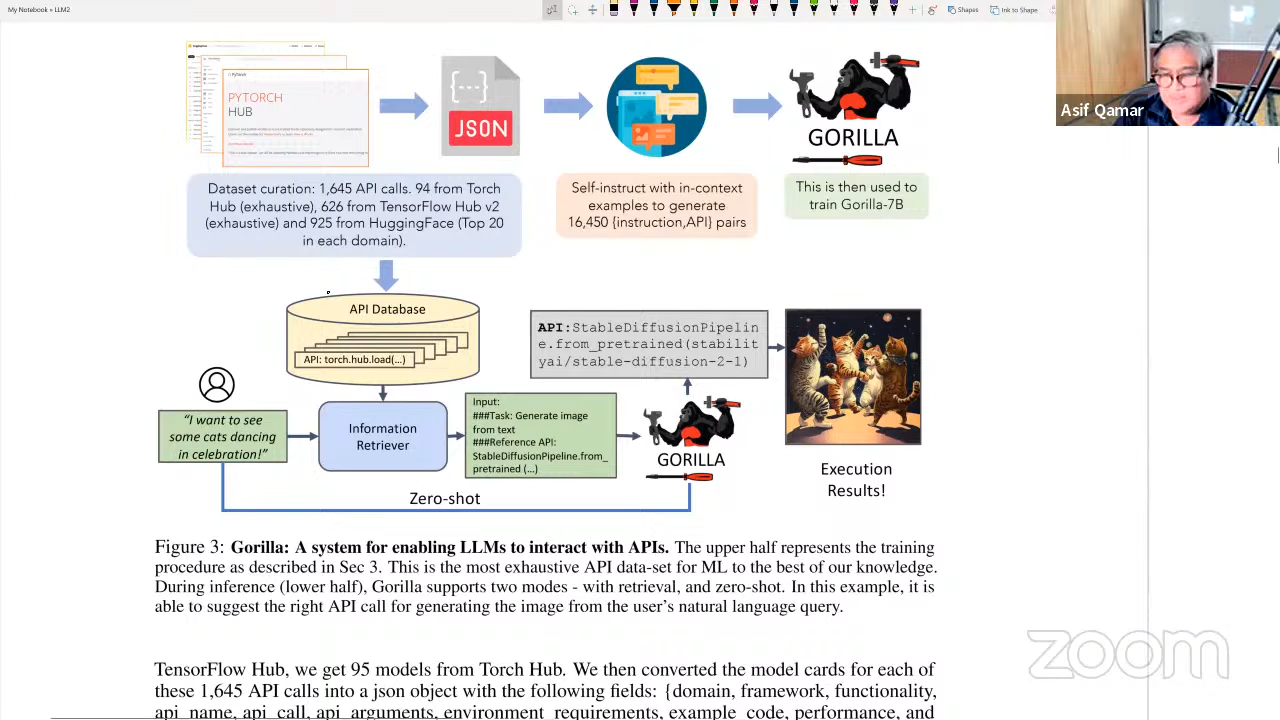 My Notebook » LLM2
Shapes
Ink to Shape
Asif Qamar
PYTORCH
HUB
{...}
JSON
GORILLA
Dataset curation: 1,645 API calls. 94 from Torch
Hub (exhaustive), 626 from TensorFlow Hub v2
(exhaustive) and 925 from HuggingFace (Top 20
in each domain).
Self-instruct with in-context
examples to generate
16,450 {instruction,API} pairs
This is then used to
train Gorilla-7B
API Database
API: torch.hub.load(...)
API:StableDiffusionPipelin
e.from_pretrained(stabilit
yai/stable-diffusion-2-1)
“I want to see
some cats dancing
in celebration!”
Information
Retriever
Input:
###Task: Generate image
from text
###Reference API:
StableDiffusionPipeline.from_
pretrained (...)
GORILLA
Execution
Results!
Zero-shot
Figure 3: Gorilla: A system for enabling LLMs to interact with APIs. The upper half represents the training
procedure as described in Sec 3. This is the most exhaustive API data-set for ML to the best of our knowledge.
During inference (lower half), Gorilla supports two modes - with retrieval, and zero-shot. In this example, it is
able to suggest the right API call for generating the image from the user’s natural language query.
zoom
TensorFlow Hub, we get 95 models from Torch Hub. We then converted the model cards for each of
these 1,645 API calls into a json object with the following fields: {domain, framework, functionality,
api_name, api_call, api_arguments, environment_requirements, example_code, performance, and